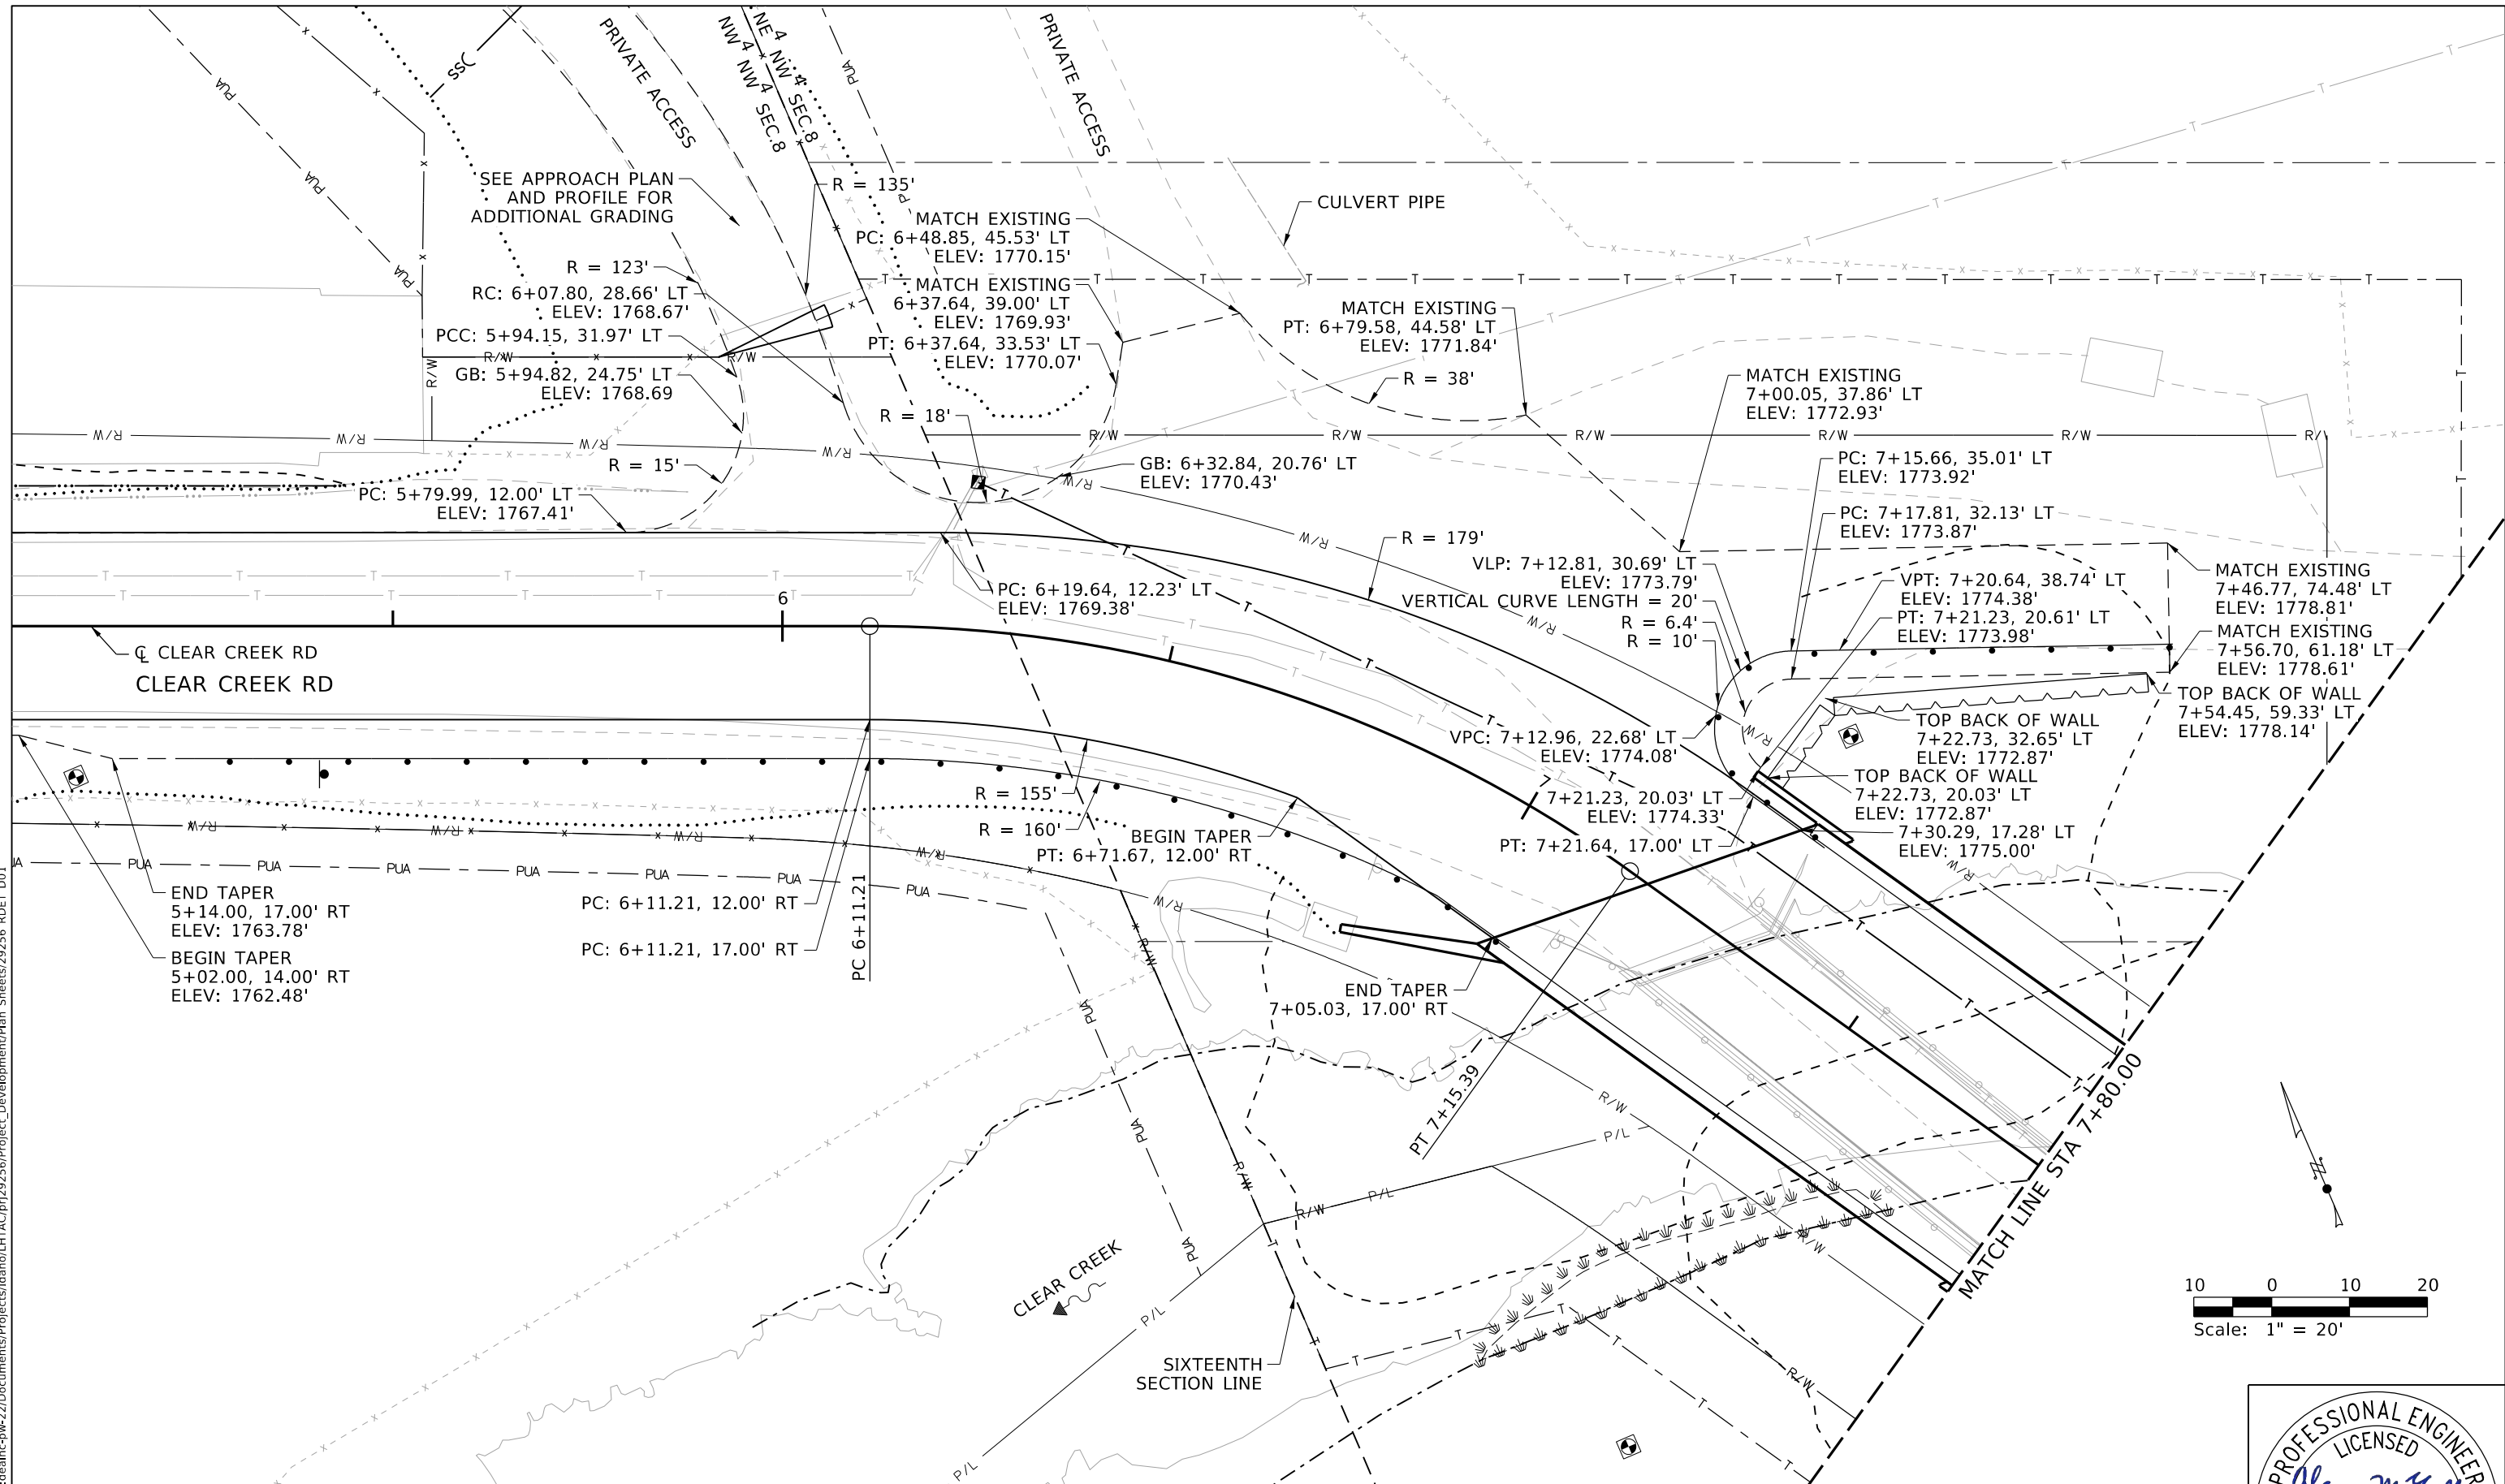 SSC
PUA
PUA
PUA
PUA
PRIVATE ACCESS
NW 4 NW 4 SEC.8
NE 4 NW 4 SEC.8
PUA
PRIVATE ACCESS
SEE APPROACH PLAN
AND PROFILE FOR
ADDITIONAL GRADING
R = 135'
CULVERT PIPE
MATCH EXISTING
PC: 6+48.85, 45.53' LT
ELEV: 1770.15'
R = 123'
RC: 6+07.80, 28.66' LT
ELEV: 1768.67'
MATCH EXISTING
6+37.64, 39.00' LT
ELEV: 1769.93'
PCC: 5+94.15, 31.97' LT
PT: 6+37.64, 33.53' LT
ELEV: 1770.07'
MATCH EXISTING
PT: 6+79.58, 44.58' LT
ELEV: 1771.84'
R/W
R/W
R/W
GB: 5+94.82, 24.75' LT
ELEV: 1768.69
R = 38'
MATCH EXISTING
7+00.05, 37.86' LT
ELEV: 1772.93'
R = 18'
R/W
R/W
R/W
R/W
R/W
R/W
R/W
R/W
R/W
R = 15'
GB: 6+32.84, 20.76' LT
ELEV: 1770.43'
R/W
PC: 7+15.66, 35.01' LT
ELEV: 1773.92'
PC: 5+79.99, 12.00' LT
ELEV: 1767.41'
PC: 7+17.81, 32.13' LT
ELEV: 1773.87'
R = 179'
R/W
VLP: 7+12.81, 30.69' LT
ELEV: 1773.79'
VERTICAL CURVE LENGTH = 20'
R = 6.4'
R = 10'
MATCH EXISTING
7+46.77, 74.48' LT
ELEV: 1778.81'
VPT: 7+20.64, 38.74' LT
ELEV: 1774.38'
PT: 7+21.23, 20.61' LT
ELEV: 1773.98'
6
PC: 6+19.64, 12.23' LT
ELEV: 1769.38'
R/W
MATCH EXISTING
7+56.70, 61.18' LT
ELEV: 1778.61'
℄ CLEAR CREEK RD
CLEAR CREEK RD
TOP BACK OF WALL
7+54.45, 59.33' LT
ELEV: 1778.14'
TOP BACK OF WALL
7+22.73, 32.65' LT
ELEV: 1772.87'
VPC: 7+12.96, 22.68' LT
ELEV: 1774.08'
R/W
TOP BACK OF WALL
7+22.73, 20.03' LT
ELEV: 1772.87'
R = 155'
7+21.23, 20.03' LT
ELEV: 1774.33'
R = 160'
BEGIN TAPER
PT: 6+71.67, 12.00' RT
7+30.29, 17.28' LT
ELEV: 1775.00'
PT: 7+21.64, 17.00' LT
R/W
R/W
R/W
R/W
R/W
R/W
PUA
PUA
PUA
PUA
PUA
PUA
PUA
END TAPER
5+14.00, 17.00' RT
ELEV: 1763.78'
PC: 6+11.21, 12.00' RT
PC 6+11.21
R/W
R/W
BEGIN TAPER
5+02.00, 14.00' RT
ELEV: 1762.48'
PC: 6+11.21, 17.00' RT
END TAPER
7+05.03, 17.00' RT
PUA
PT 7+15.39
R/W
PUA
P/L
MATCH LINE STA 7+80.00
R/W
P/L
R/W
PUA
R/W
CLEAR CREEK
P/L
10 0 10 20
Scale: 1" = 20'
SIXTEENTH
SECTION LINE
R/W
P/L
PROFESSIONAL ENGINEER
LICENSED